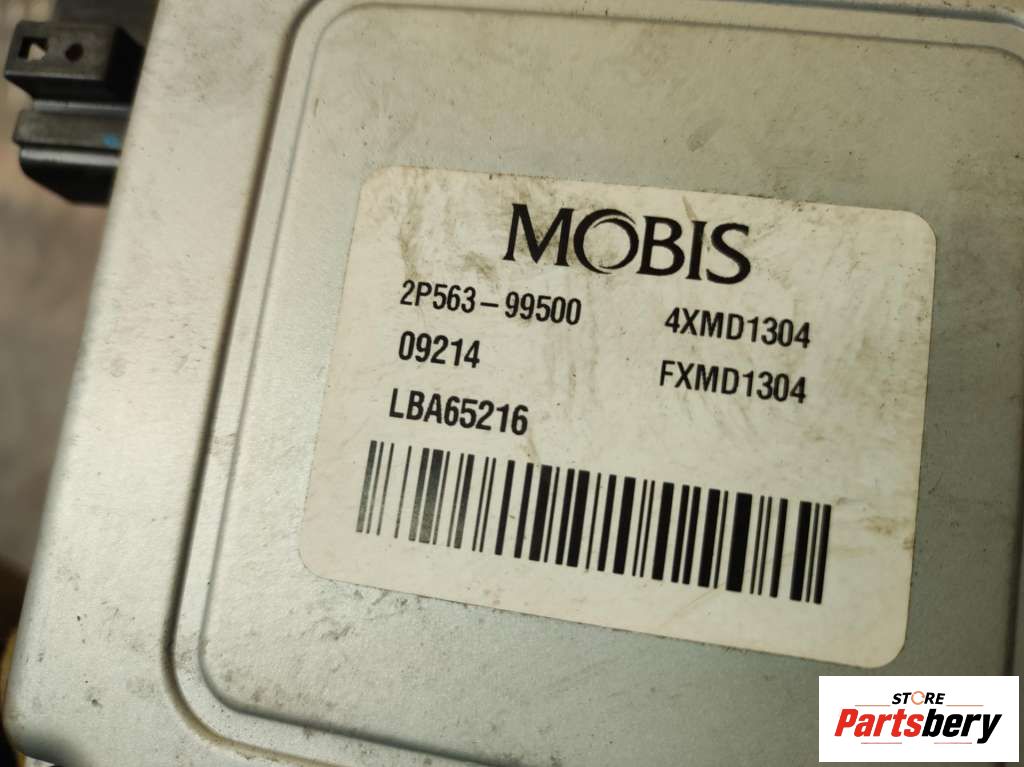 MOBIS
2P563-99500 4XMD1304
09214 FXMD1304
LBA65216
STORE
Partsbery